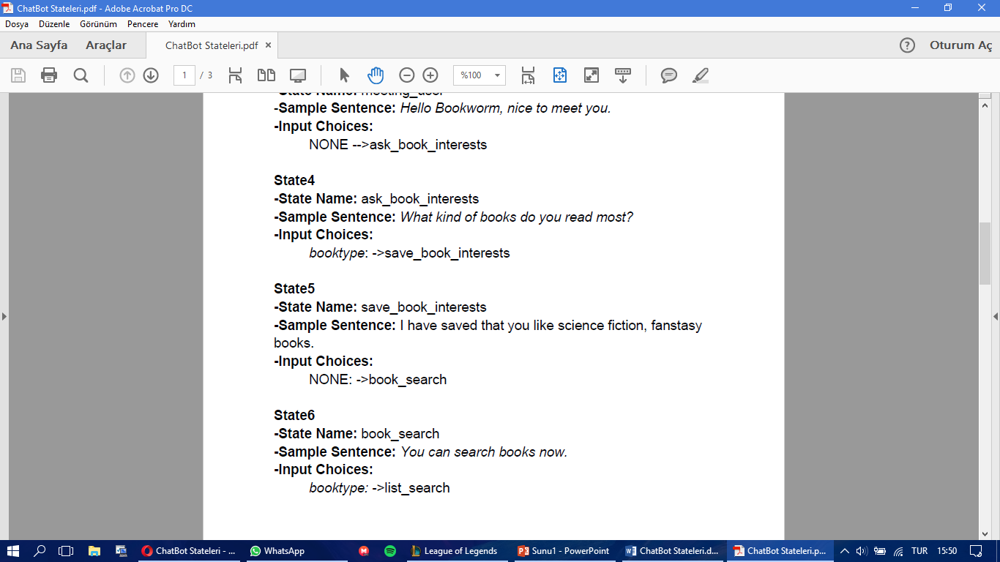 ChatBot Stateleri.pdf - Adobe Acrobat Pro DC
Dosya Düzenle Görünüm Pencere Yardım
Ana Sayfa Araçlar ChatBot Stateleri.pdf × ? Oturum Aç
1 / 3 %100
-State Name: meeting_user
-Sample Sentence: Hello Bookworm, nice to meet you.
-Input Choices:
NONE -->ask_book_interests
State4
-State Name: ask_book_interests
-Sample Sentence: What kind of books do you read most?
-Input Choices:
booktype: ->save_book_interests
State5
-State Name: save_book_interests
-Sample Sentence: I have saved that you like science fiction, fanstasy
books.
-Input Choices:
NONE: ->book_search
State6
-State Name: book_search
-Sample Sentence: You can search books now.
-Input Choices:
booktype: ->list_search
ChatBot Stateleri - ... WhatsApp League of Legends Sunu1 - PowerPoint ChatBot Stateleri.d... ChatBot Stateleri.p... TUR 15:50